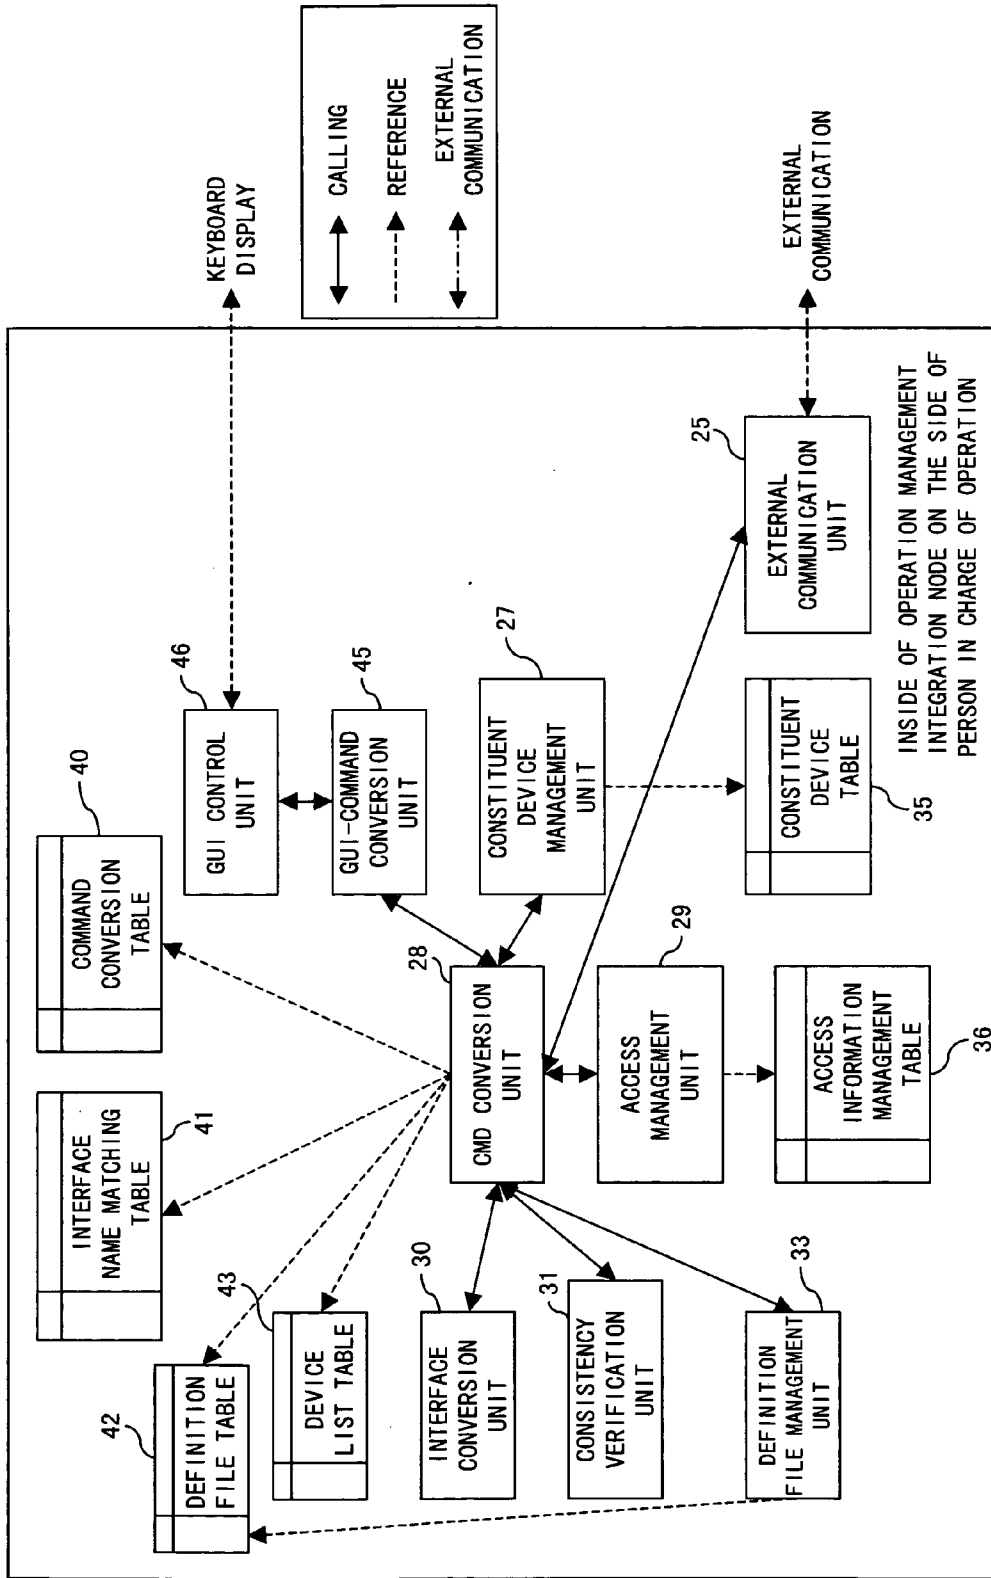 42
DEFINITION
FILE TABLE
INTERFACE
NAME MATCHING
TABLE
41
COMMAND
CONVERSION
TABLE
40
43
DEVICE
LIST TABLE
GUI CONTROL
UNIT
46
KEYBOARD
DISPLAY
GUI-COMMAND
CONVERSION
UNIT
45
30
INTERFACE
CONVERSION
UNIT
28
CMD CONVERSION
UNIT
CONSTITUENT
DEVICE
MANAGEMENT
UNIT
27
31
CONSISTENCY
VERIFICATION
UNIT
ACCESS
MANAGEMENT
UNIT
29
DEFINITION
FILE MANAGEMENT
UNIT
33
ACCESS
INFORMATION
MANAGEMENT
TABLE
36
CONSTITUENT
DEVICE
TABLE
35
25
EXTERNAL
COMMUNICATION
UNIT
EXTERNAL
COMMUNICATION
INSIDE OF OPERATION MANAGEMENT
INTEGRATION NODE ON THE SIDE OF
PERSON IN CHARGE OF OPERATION
CALLING
REFERENCE
EXTERNAL
COMMUNICATION